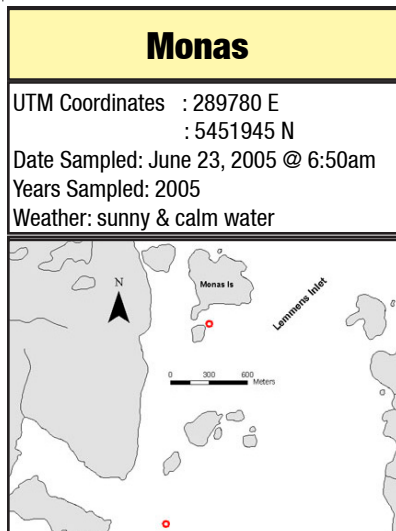 Monas
UTM Coordinates : 289780 E
: 5451945 N
Date Sampled: June 23, 2005 @ 6:50am
Years Sampled: 2005
Weather: sunny & calm water
N
Monas Is
Lemmens Inlet
0 300 600
Meters